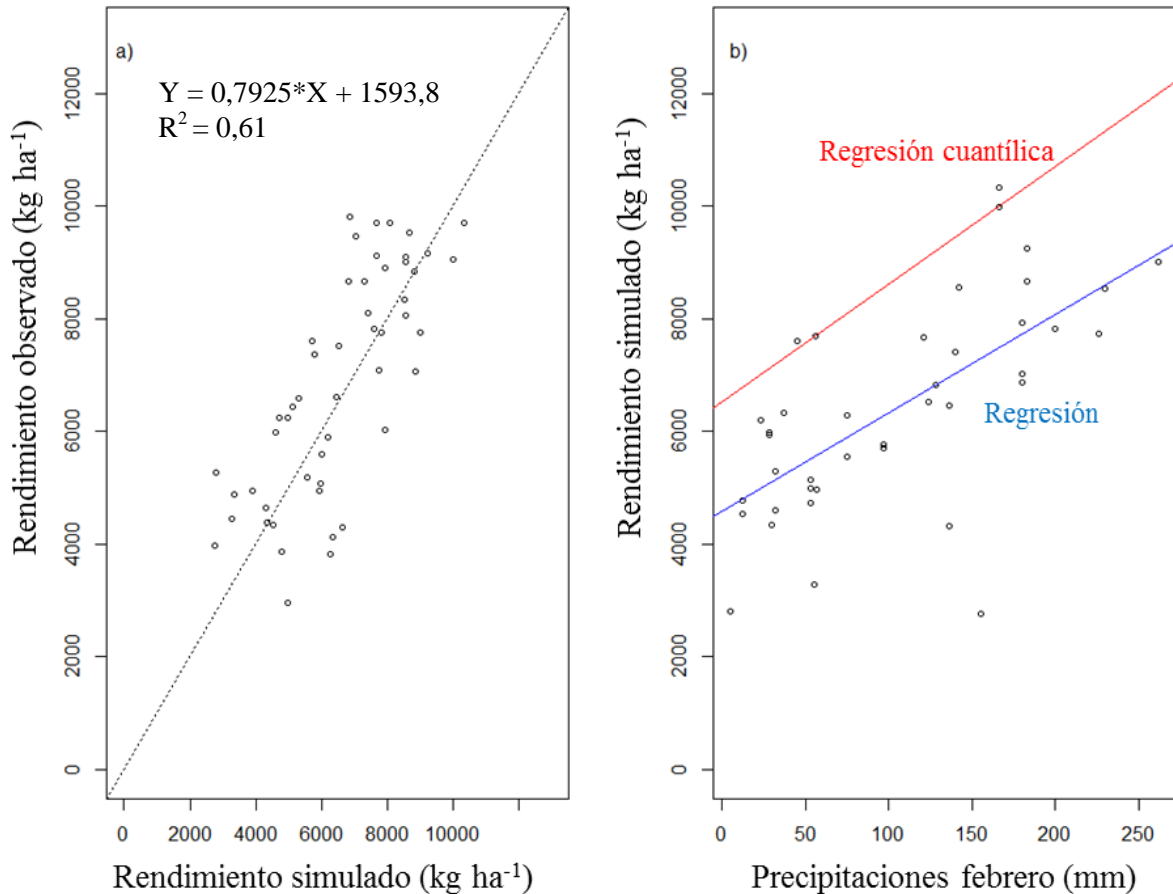 a)
Y = 0,7925*X + 1593,8
R² = 0,61
Rendimiento observado (kg ha⁻¹)
12000
10000
8000
6000
4000
2000
0
0 2000 4000 6000 8000 10000
Rendimiento simulado (kg ha⁻¹)
b)
Regresión cuantílica
Regresión
Rendimiento simulado (kg ha⁻¹)
12000
10000
8000
6000
4000
2000
0
0 50 100 150 200 250
Precipitaciones febrero (mm)